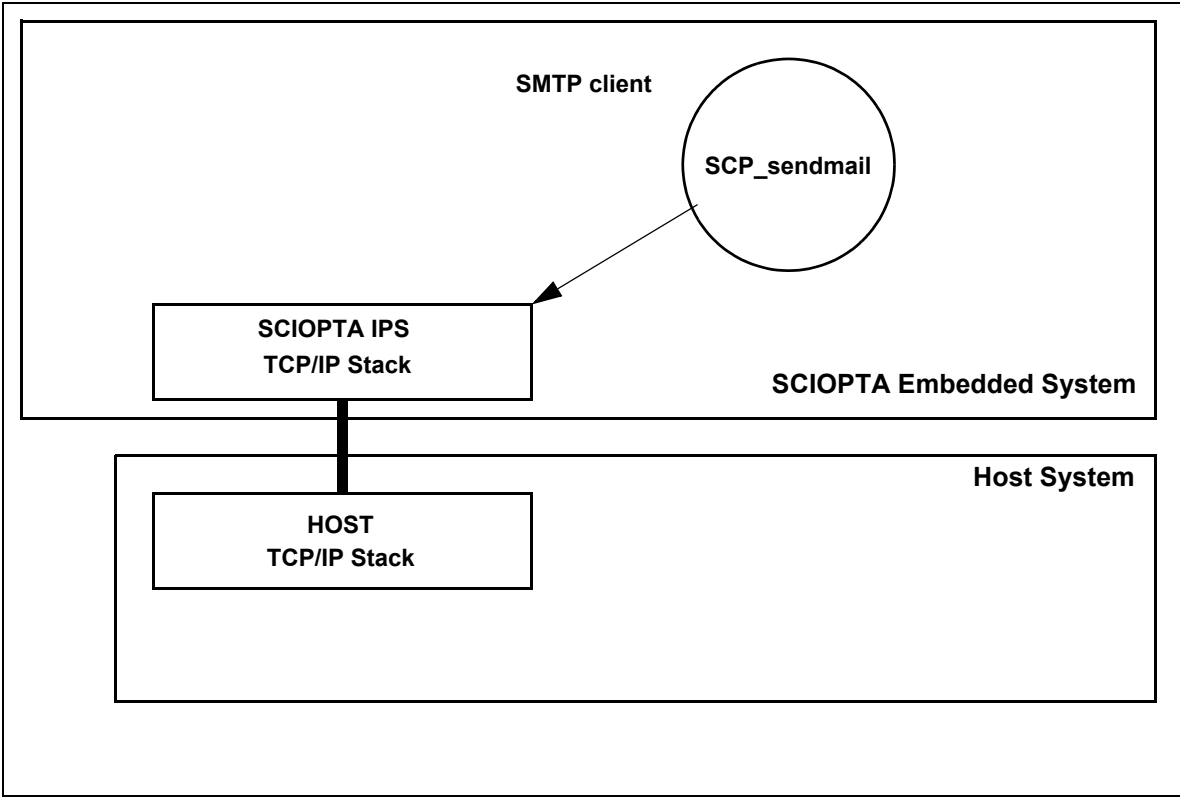 SMTP client
SCP_sendmail
SCIOPTA IPS
TCP/IP Stack
SCIOPTA Embedded System
Host System
HOST
TCP/IP Stack